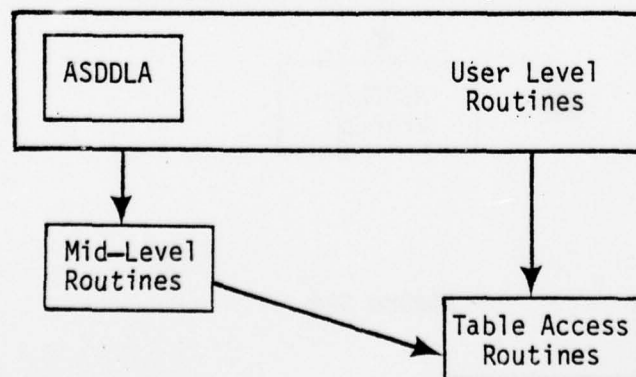 ASDDLA
User Level
Routines
Mid-Level
Routines
Table Access
Routines